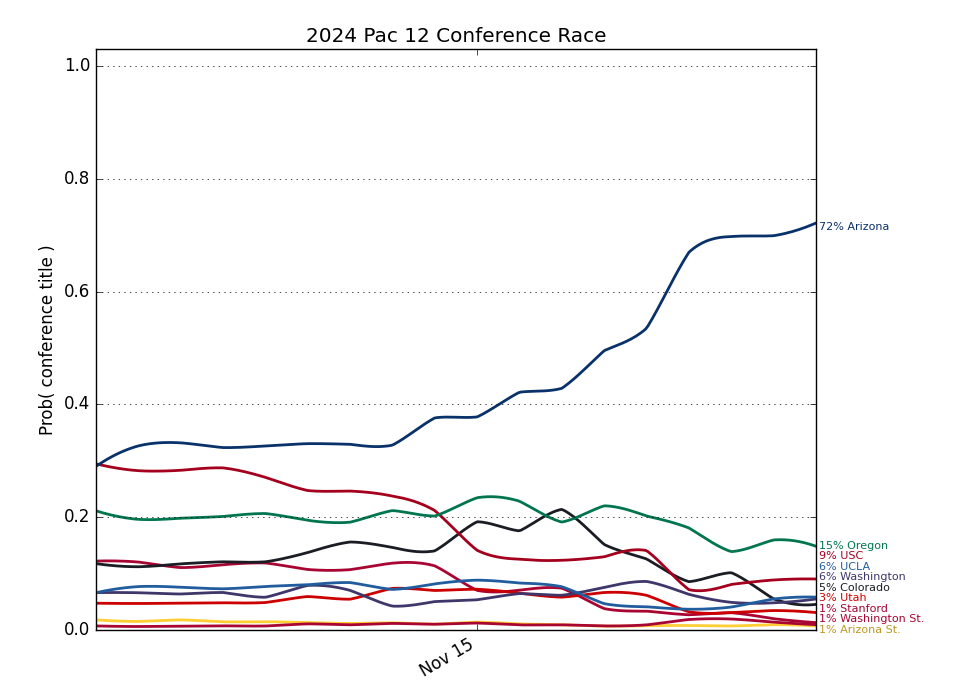 2024 Pac 12 Conference Race
1.0
0.8
0.6
0.4
0.2
0.0
Prob( conference title )
Nov 15
72% Arizona
15% Oregon
9% USC
6% UCLA
6% Washington
5% Colorado
3% Utah
1% Stanford
1% Washington St.
1% Arizona St.